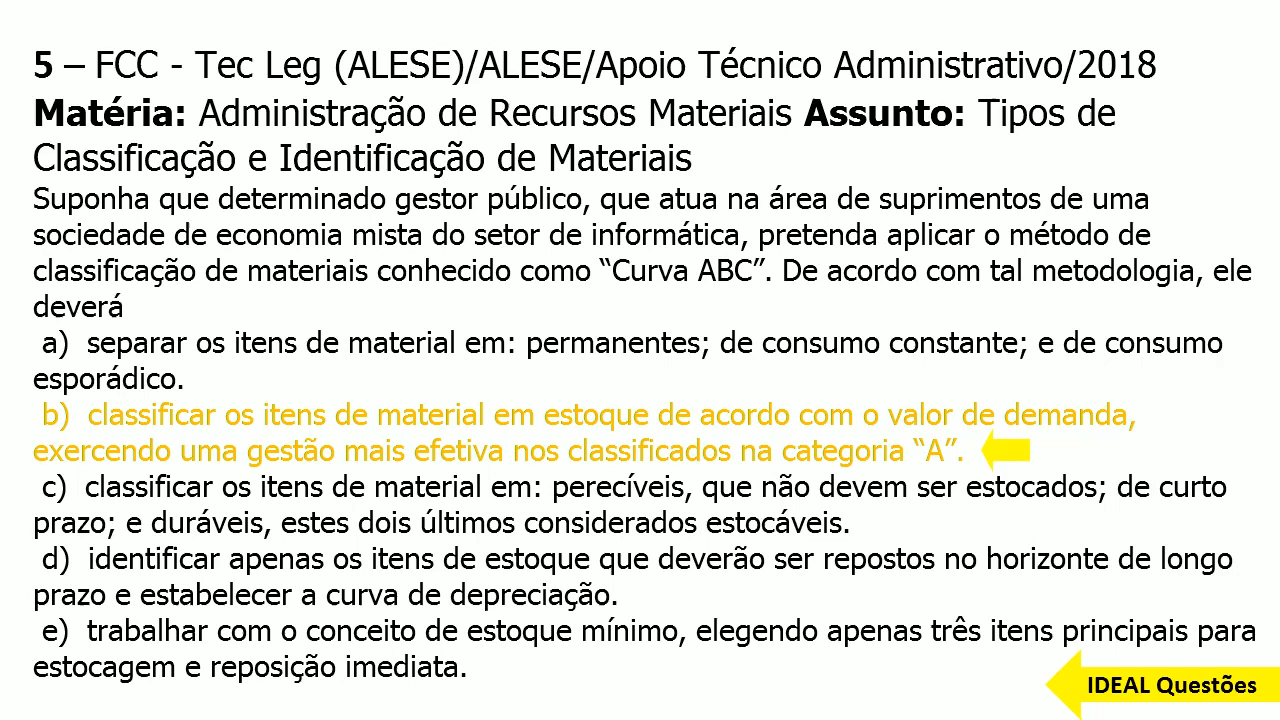 5 – FCC - Tec Leg (ALESE)/ALESE/Apoio Técnico Administrativo/2018
Matéria: Administração de Recursos Materiais Assunto: Tipos de
Classificação e Identificação de Materiais
Suponha que determinado gestor público, que atua na área de suprimentos de uma
sociedade de economia mista do setor de informática, pretenda aplicar o método de
classificação de materiais conhecido como “Curva ABC”. De acordo com tal metodologia, ele
deverá
a) separar os itens de material em: permanentes; de consumo constante; e de consumo
esporádico.
b) classificar os itens de material em estoque de acordo com o valor de demanda,
exercendo uma gestão mais efetiva nos classificados na categoria “A”.
c) classificar os itens de material em: perecíveis, que não devem ser estocados; de curto
prazo; e duráveis, estes dois últimos considerados estocáveis.
d) identificar apenas os itens de estoque que deverão ser repostos no horizonte de longo
prazo e estabelecer a curva de depreciação.
e) trabalhar com o conceito de estoque mínimo, elegendo apenas três itens principais para
estocagem e reposição imediata.
IDEAL Questões